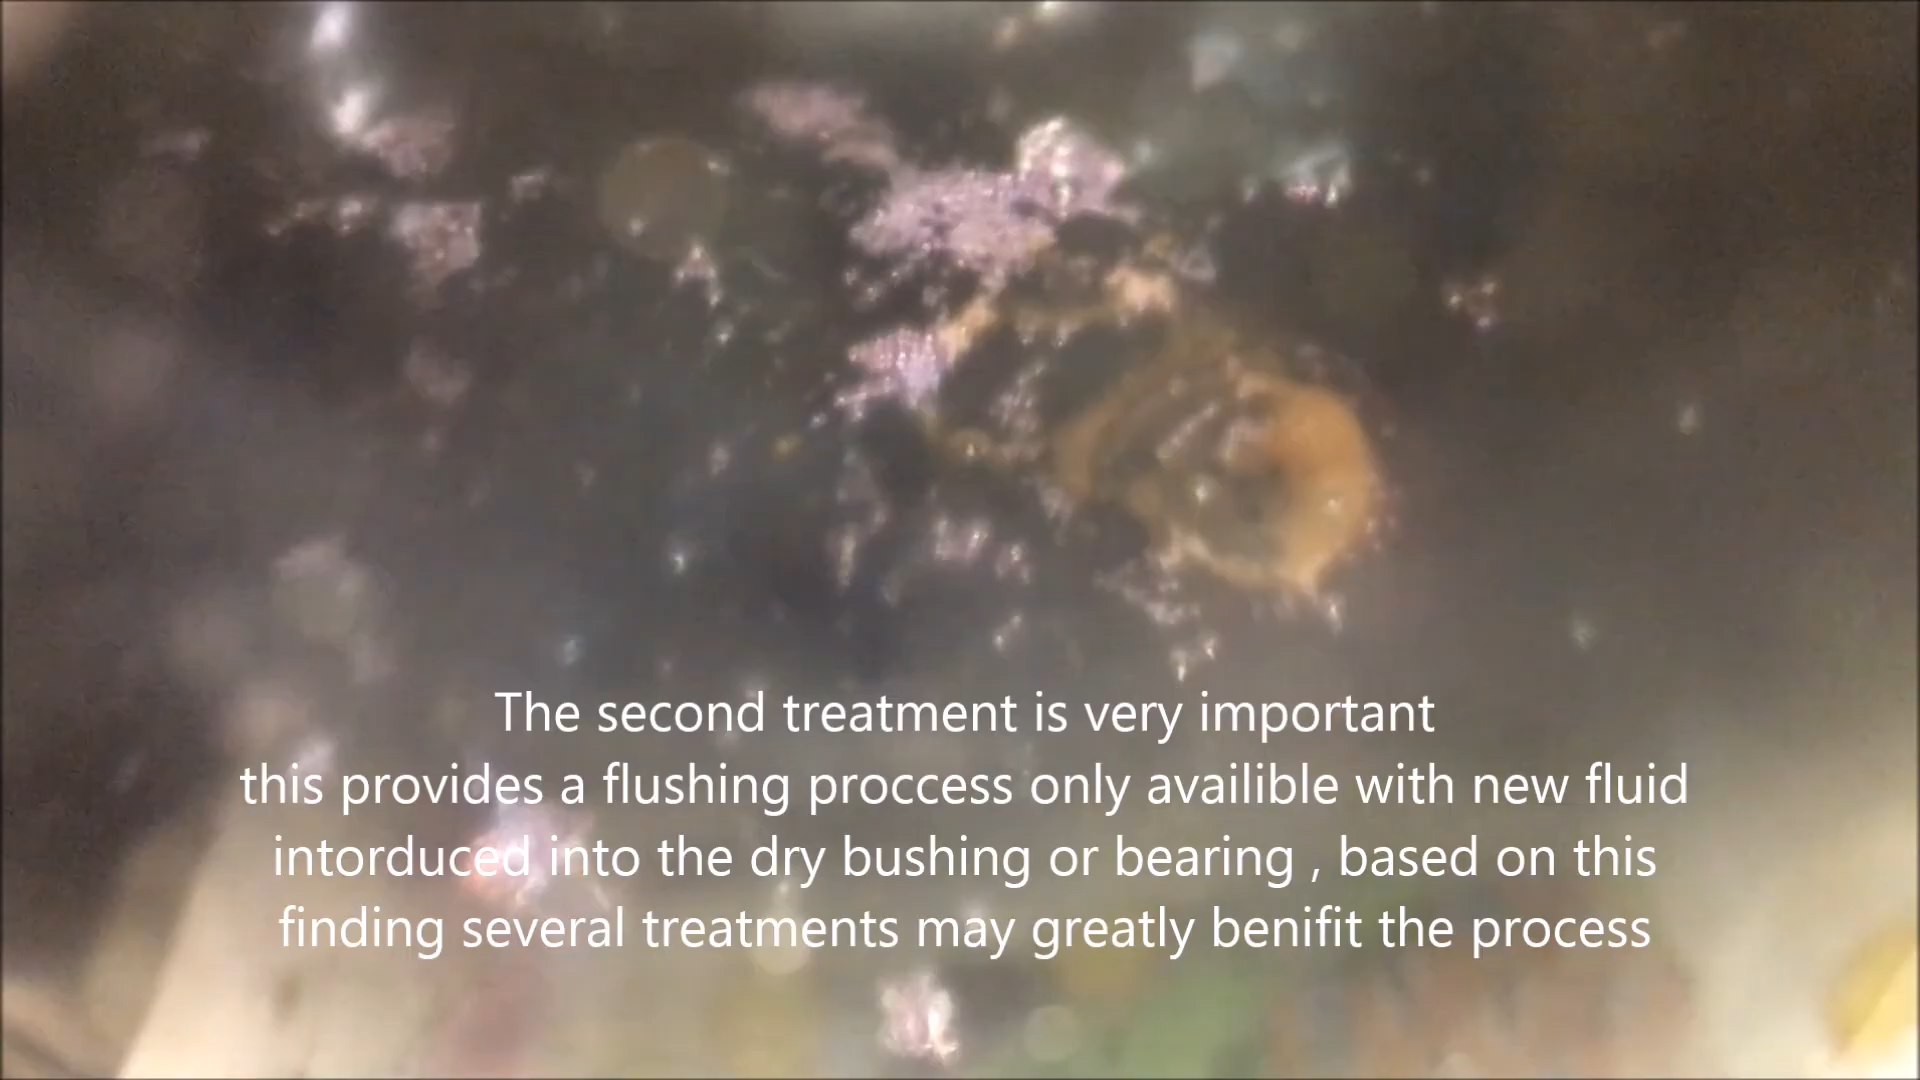 The second treatment is very important
this provides a flushing proccess only availible with new fluid
intorduced into the dry bushing or bearing , based on this
finding several treatments may greatly benifit the process